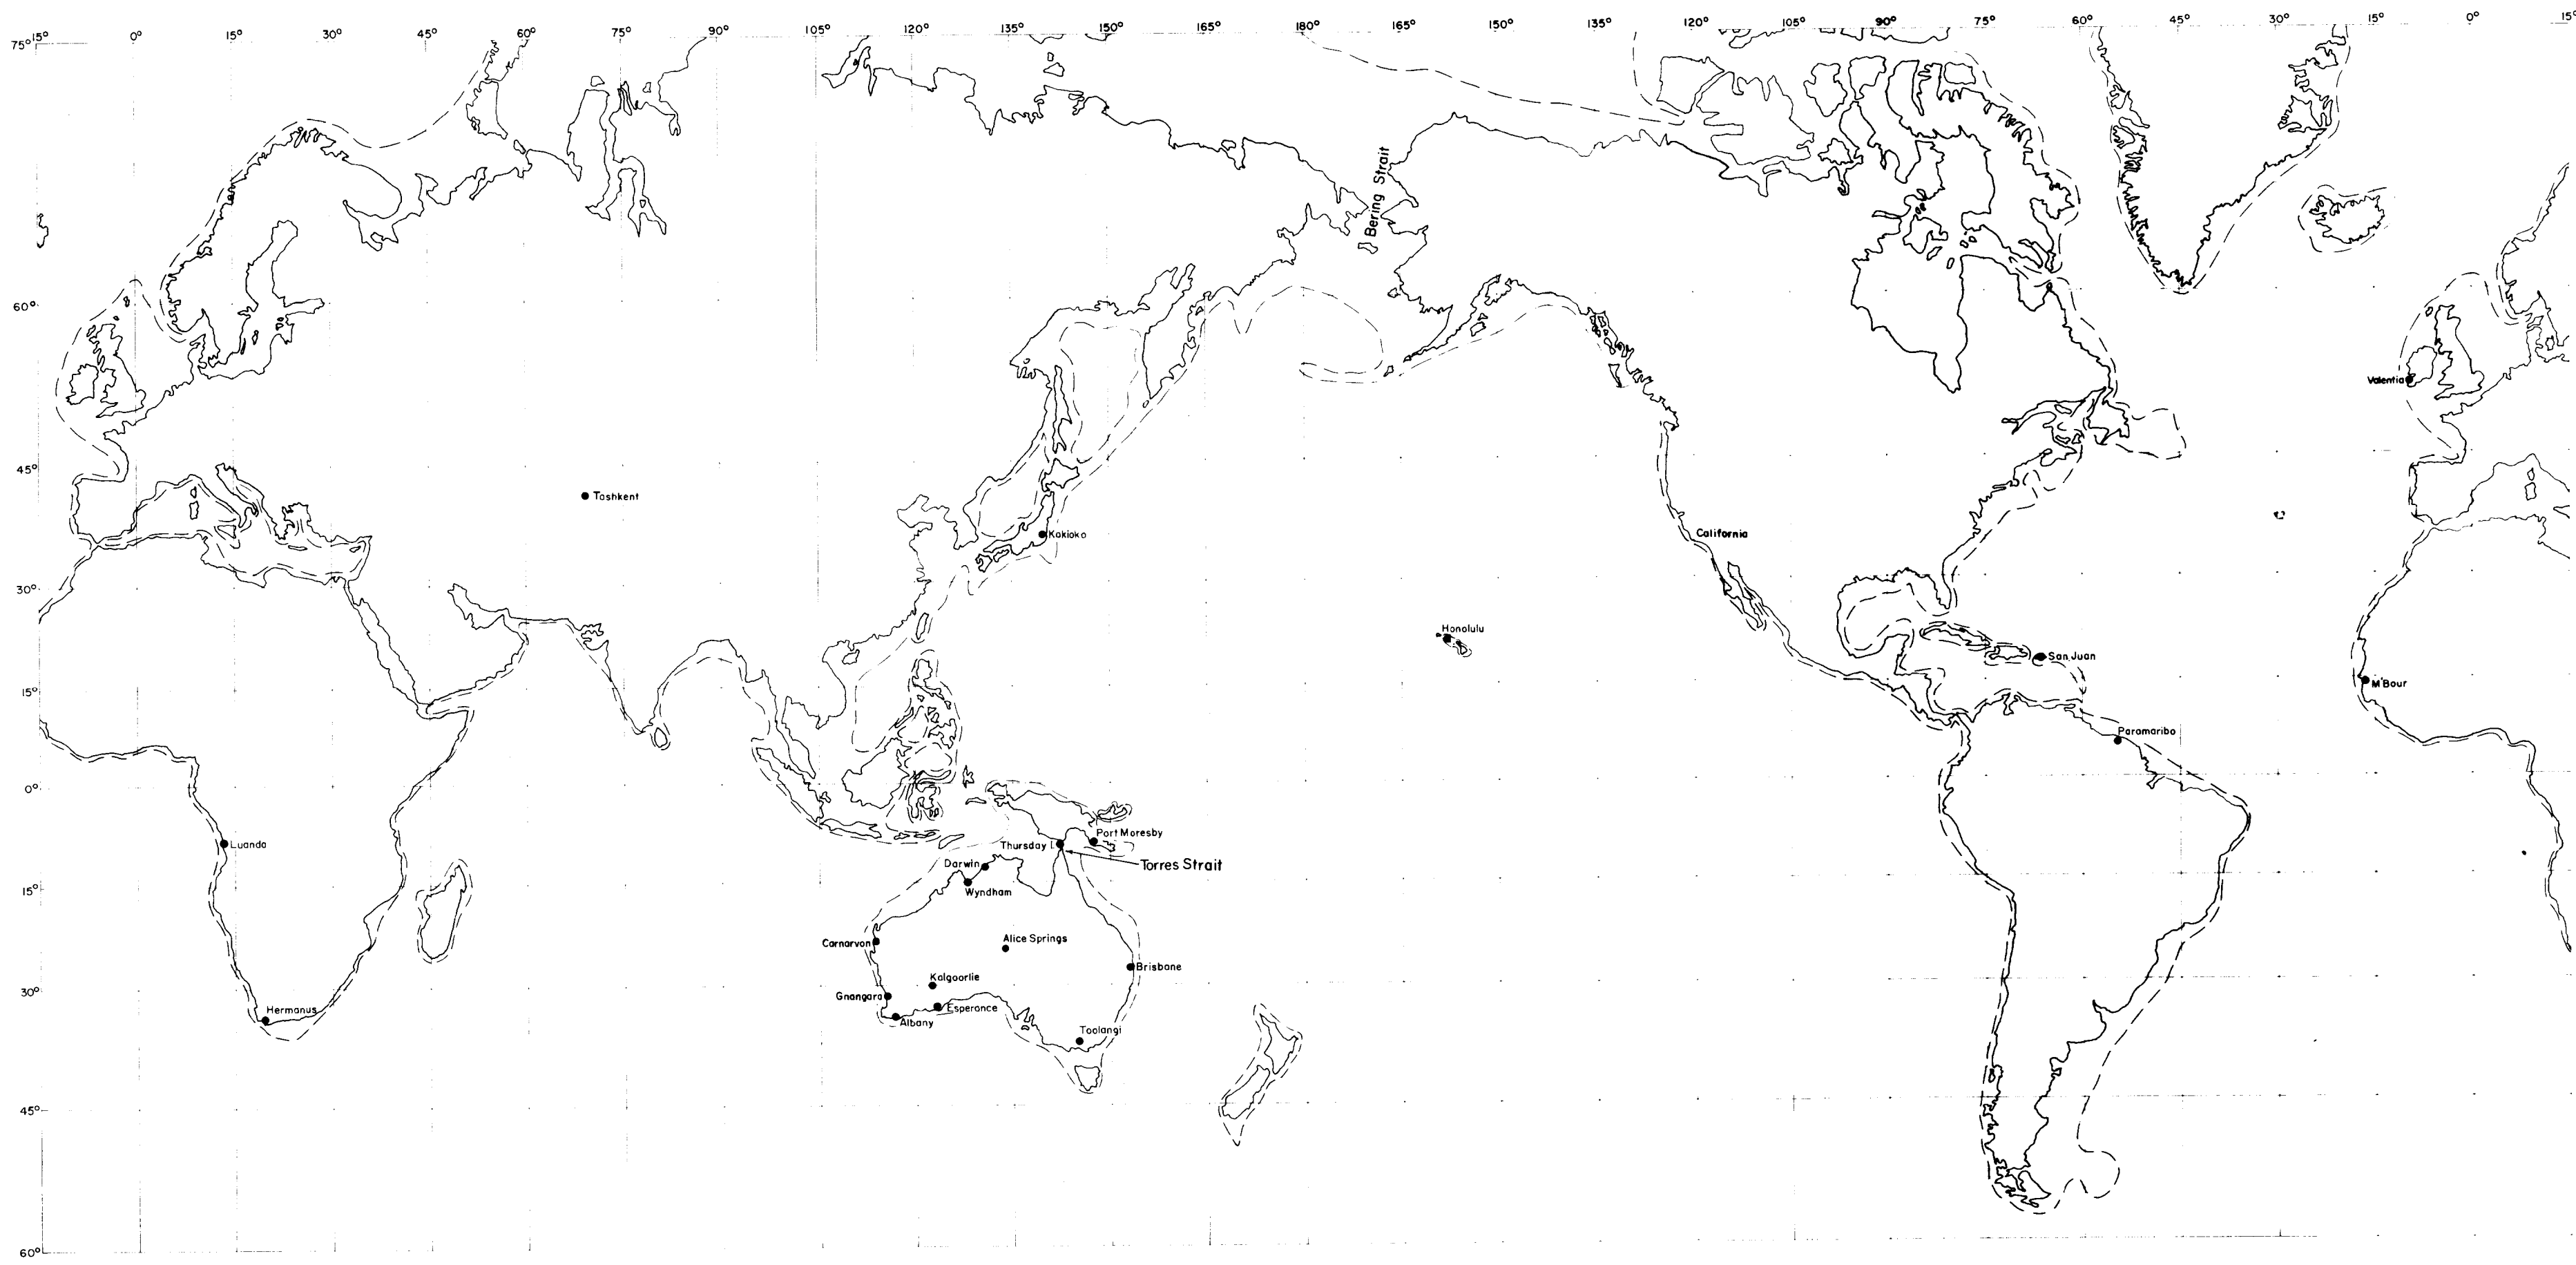 75° 15° 0° 15° 30° 45° 60° 75° 90° 105° 120° 135° 150° 165° 180° 165° 150° 135° 120° 105° 90° 75° 60° 45° 30° 15° 0° 15°
Bering Strait
60°
Valentia
45°
Tashkent
Kakioka
California
30°
Honolulu
San Juan
15°
M'Bour
Paramaribo
0°
Port Moresby
Luanda
Thursday I.
Darwin
Torres Strait
15°
Wyndham
Carnarvon
Alice Springs
Brisbane
Kalgoorlie
30°
Gnangara
Hermanus
Esperance
Albany
Toolangi
45°
60°